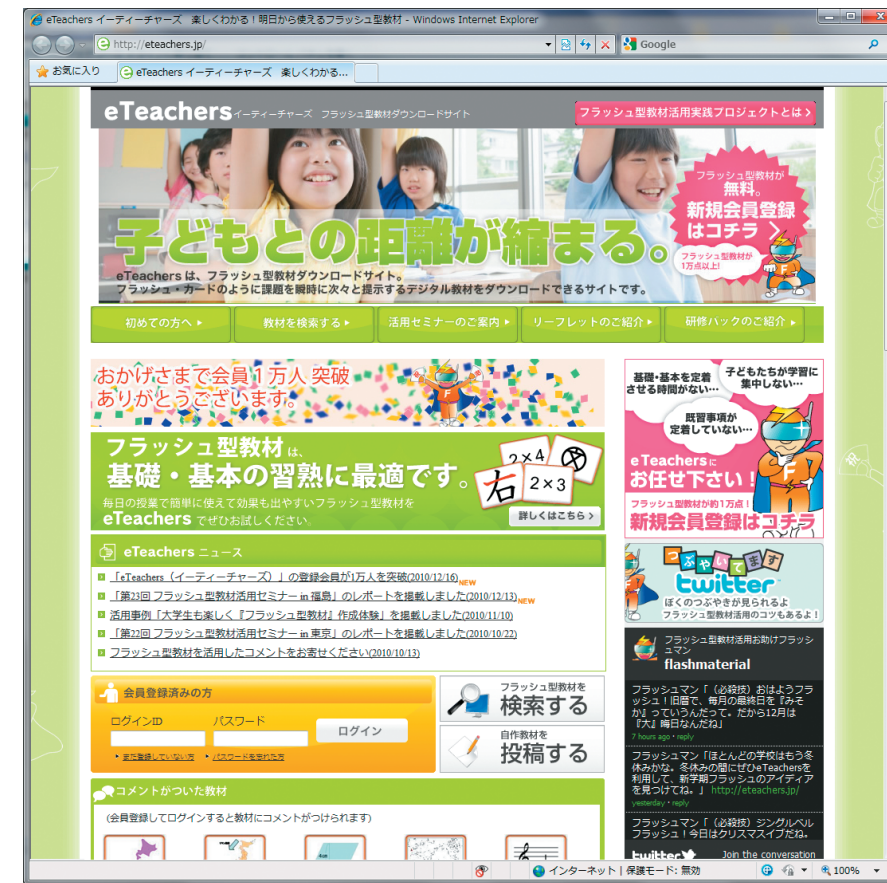 eTeachers イーティーチャーズ 楽しくわかる！明日から使えるフラッシュ型教材 - Windows Internet Explorer
http://eteachers.jp/
Google
お気に入り
eTeachers イーティーチャーズ 楽しくわかる...
eTeachers イーティーチャーズ フラッシュ型教材ダウンロードサイト
フラッシュ型教材活用実践プロジェクトとは
フラッシュ型教材が
無料。
新規会員登録
はコチラ
フラッシュ型教材が
1万点以上!
子どもとの距離が縮まる。
eTeachers は、フラッシュ型教材ダウンロードサイト。
フラッシュ・カードのように課題を瞬時に次々と提示するデジタル教材をダウンロードできるサイトです。
初めての方へ
教材を検索する
活用セミナーのご案内
リーフレットのご紹介
研修パックのご紹介
おかげさまで会員1万人 突破
ありがとうございます。
フラッシュ型教材 は、
基礎・基本の習熟に最適です。
毎日の授業で簡単に使えて効果も出やすいフラッシュ型教材を
eTeachers でぜひお試しください。
2×4
右
2×3
詳しくはこちら
eTeachers ニュース
「eTeachers（イーティーチャーズ）」の登録会員が1万人を突破(2010/12/16) NEW
「第23回 フラッシュ型教材活用セミナー in 福島」のレポートを掲載しました(2010/12/13) NEW
活用事例「大学生も楽しく『フラッシュ型教材』作成体験」を掲載しました(2010/11/10)
「第22回 フラッシュ型教材活用セミナー in 東京」のレポートを掲載しました(2010/10/22)
フラッシュ型教材を活用したコメントをお寄せください(2010/10/13)
会員登録済みの方
ログインID
パスワード
ログイン
まだ登録していない方
パスワードを忘れた方
フラッシュ型教材を
検索する
自作教材を
投稿する
コメントがついた教材
(会員登録してログインすると教材にコメントがつけられます)
基礎・基本を定着
させる時間がない…
子どもたちが学習に
集中しない…
既習事項が
定着していない…
eTeachersに
お任せ下さい！
フラッシュ型教材が約1万点！
新規会員登録はコチラ
つぶやいてます
twitter
ぼくのつぶやきが見られるよ
フラッシュ型教材活用のコツもあるよ！
フラッシュ型教材活用お助けフラッシ
ュマン
flashmaterial
フラッシュマン「（必殺技）おはようフラ
ッシュ！旧暦で、毎月の最終日を『みそ
か』っていうんだって。だから12月は
『大』晦日なんだね」
7 hours ago・reply
フラッシュマン「ほとんどの学校はもう冬
休みかな。冬休みの間にぜひeTeachersを
利用して、新学期フラッシュのアイディア
を見つけてね。」 http://eteachers.jp/
yesterday・reply
フラッシュマン「（必殺技）ジングルベル
フラッシュ！今日はクリスマスイブだね。
twitter
Join the conversation
インターネット | 保護モード: 無効
100%